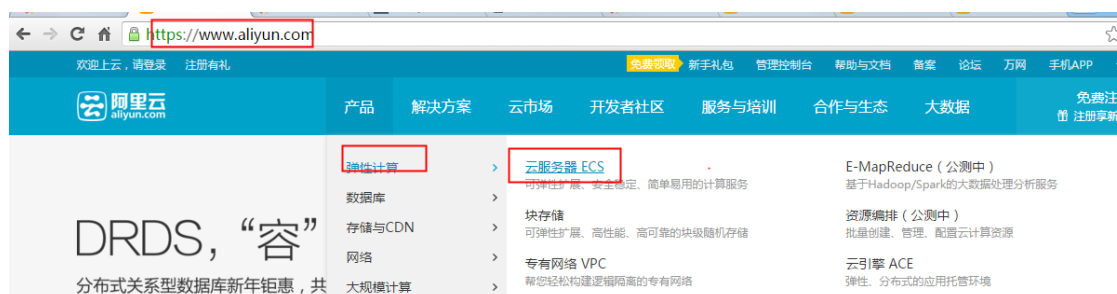 https://www.aliyun.com
欢迎上云，请登录 注册有礼 免费领取 新手礼包 管理控制台 帮助与文档 备案 论坛 万网 手机APP
阿里云 产品 解决方案 云市场 开发者社区 服务与培训 合作与生态 大数据 免费注
aliyun.com 注册享新
弹性计算 云服务器 ECS E-MapReduce（公测中）
可弹性扩展、安全稳定、简单易用的计算服务 基于Hadoop/Spark的大数据处理分析服务
数据库
块存储 资源编排（公测中）
存储与CDN
可弹性扩展、高性能、高可靠的块级随机存储 批量创建、管理、配置云计算资源
DRDS，“容”
网络
专有网络 VPC 云引擎 ACE
帮您轻松构建逻辑隔离的专有网络 弹性、分布式的应用托管环境
分布式关系型数据库新年钜惠，共 大规模计算